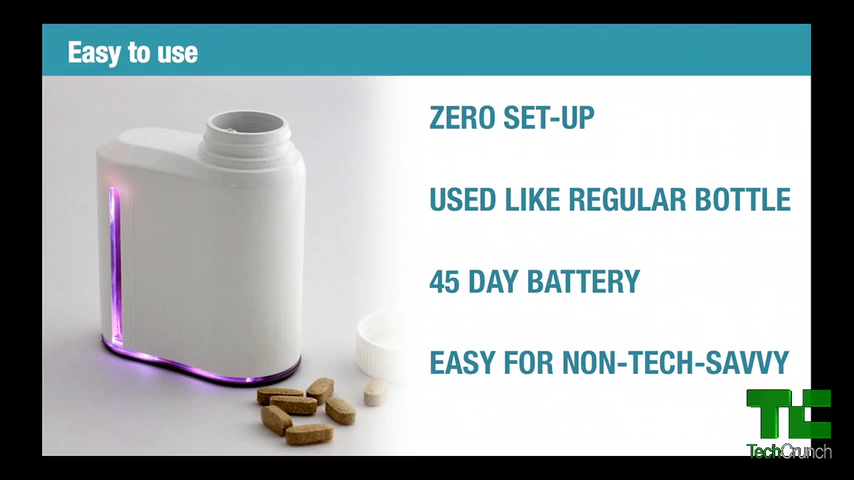 Easy to use
ZERO SET-UP
USED LIKE REGULAR BOTTLE
45 DAY BATTERY
EASY FOR NON-TECH-SAVVY
TC
TechCrunch